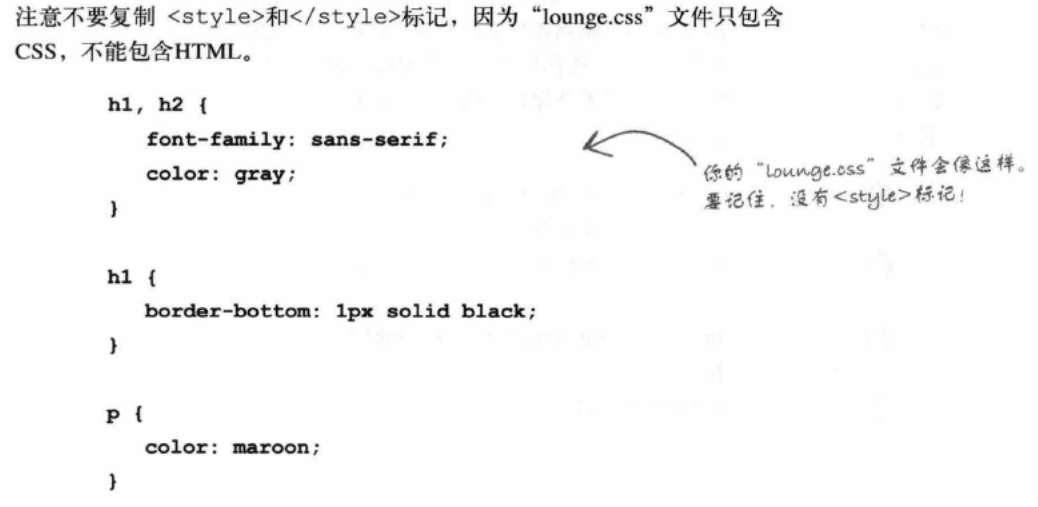 注意不要复制 <style>和</style>标记，因为“lounge.css”文件只包含
CSS，不能包含HTML。
h1, h2 {
font-family: sans-serif;
color: gray;
}
你的“lounge.css”文件会像这样。
要记住，没有<style>标记！
h1 {
border-bottom: 1px solid black;
}
p {
color: maroon;
}